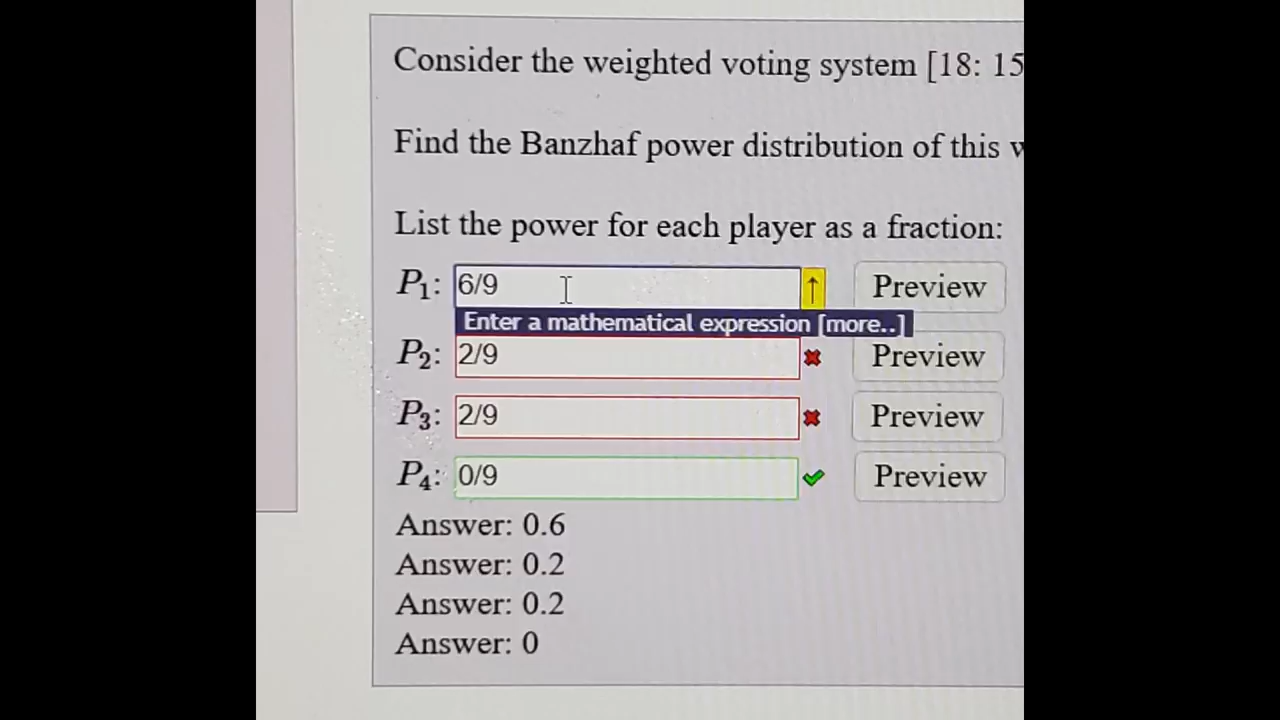 Consider the weighted voting system [18: 15
Find the Banzhaf power distribution of this
List the power for each player as a fraction:
P₁: 6/9 ↑ Preview
Enter a mathematical expression [more..]
P₂: 2/9 ✖ Preview
P₃: 2/9 ✖ Preview
P₄: 0/9 ✔ Preview
Answer: 0.6
Answer: 0.2
Answer: 0.2
Answer: 0